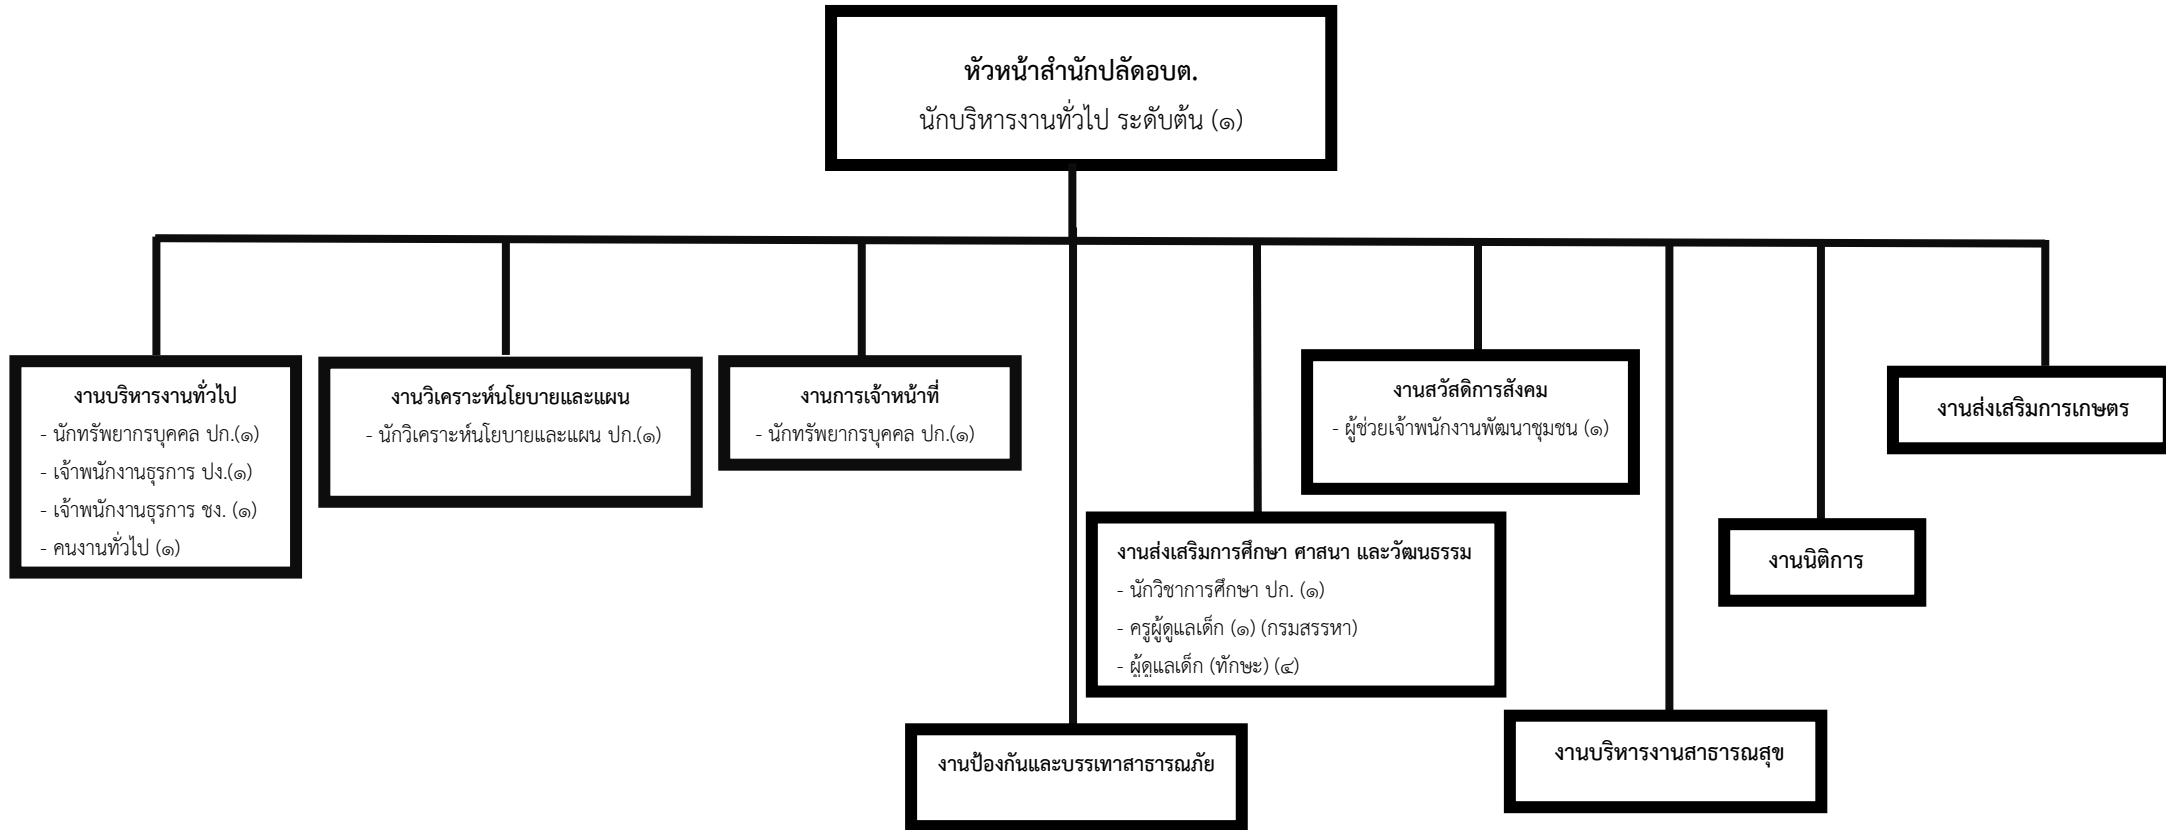 หัวหน้าสำนักปลัดอบต.
นักบริหารงานทั่วไป ระดับต้น (๑)
งานบริหารงานทั่วไป
- นักทรัพยากรบุคคล ปก.(๑)
- เจ้าพนักงานธุรการ ปง.(๑)
- เจ้าพนักงานธุรการ ชง. (๑)
- คนงานทั่วไป (๑)
งานวิเคราะห์นโยบายและแผน
- นักวิเคราะห์นโยบายและแผน ปก.(๑)
งานการเจ้าหน้าที่
- นักทรัพยากรบุคคล ปก.(๑)
งานป้องกันและบรรเทาสาธารณภัย
งานส่งเสริมการศึกษา ศาสนา และวัฒนธรรม
- นักวิชาการศึกษา ปก. (๑)
- ครูผู้ดูแลเด็ก (๑) (กรมสรรหา)
- ผู้ดูแลเด็ก (ทักษะ) (๔)
งานสวัสดิการสังคม
- ผู้ช่วยเจ้าพนักงานพัฒนาชุมชน (๑)
งานบริหารงานสาธารณสุข
งานนิติการ
งานส่งเสริมการเกษตร